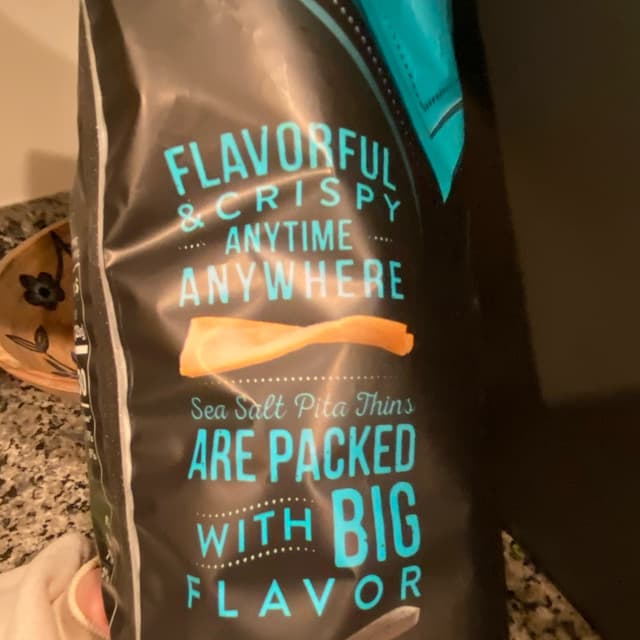 FLAVORFUL
& CRISPY
ANYTIME
ANYWHERE
Sea Salt Pita Thins
ARE PACKED
WITH BIG
FLAVOR